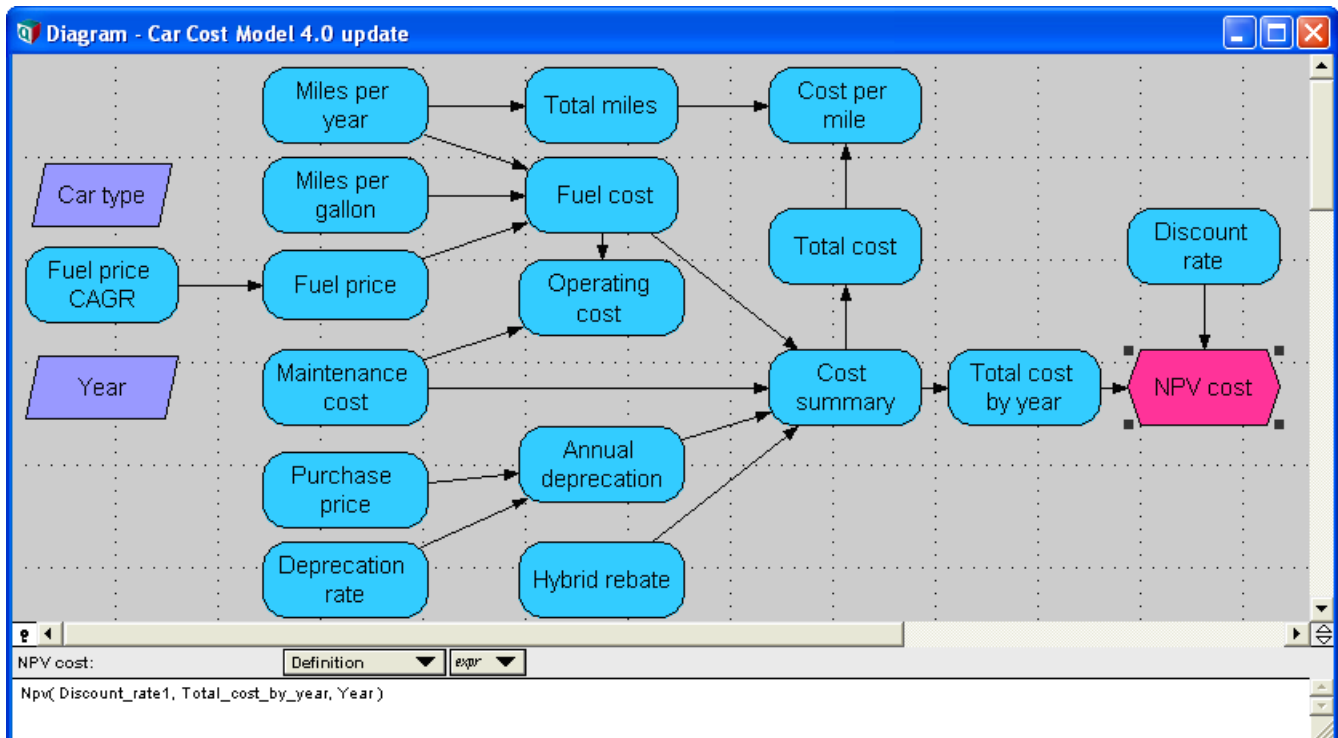 Diagram - Car Cost Model 4.0 update
Miles per
year
Total miles
Cost per
mile
Car type
Miles per
gallon
Fuel cost
Total cost
Discount
rate
Fuel price
CAGR
Fuel price
Operating
cost
Year
Maintenance
cost
Cost
summary
Total cost
by year
NPV cost
Annual
deprecation
Purchase
price
Deprecation
rate
Hybrid rebate
NPV cost:
Definition
expr
Npv( Discount_rate1, Total_cost_by_year, Year )